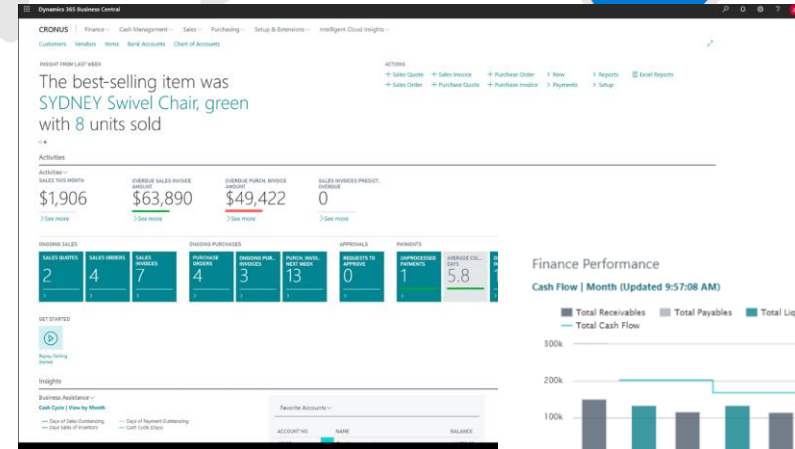 Dynamics 365 Business Central
CRONUS Finance Cash Management Sales Purchasing Setup & Extensions Intelligent Cloud Insights
Customers Vendors Items Bank Accounts Chart of Accounts
INSIGHT FROM LAST WEEK
The best-selling item was
SYDNEY Swivel Chair, green
with 8 units sold
ACTIONS
+ Sales Quote + Sales Invoice + Purchase Order > New > Reports Excel Reports
+ Sales Order + Purchase Quote + Purchase Invoice > Payments > Setup
Activities
Activities
SALES THIS MONTH
$1,906
>See more
OVERDUE SALES INVOICE
AMOUNT
$63,890
>See more
OVERDUE PURCH. INVOICE
AMOUNT
$49,422
>See more
SALES INVOICES PREDICT..
OVERDUE
0
>See more
ONGOING SALES
SALES QUOTES
2
SALES ORDERS
4
SALES
INVOICES
7
ONGOING PURCHASES
PURCHASE
ORDERS
4
ONGOING PUR..
INVOICES
3
PURCH. INVOI..
NEXT WEEK
13
APPROVALS
REQUESTS TO
APPROVE
0
PAYMENTS
UNPROCESSED
PAYMENTS
1
AVERAGE COL..
DAYS
5.8
GET STARTED
Replay Getting
Started
Insights
Business Assistance
Cash Cycle | View by Month
Days of Sales Outstanding Days of Payment Outstanding
Days Sales of Inventory Cash Cycle (Days)
Favorite Accounts
ACCOUNT NO. NAME BALANCE
Finance Performance
Cash Flow | Month (Updated 9:57:08 AM)
Total Receivables Total Payables Total Liq
Total Cash Flow
300k
200k
100k